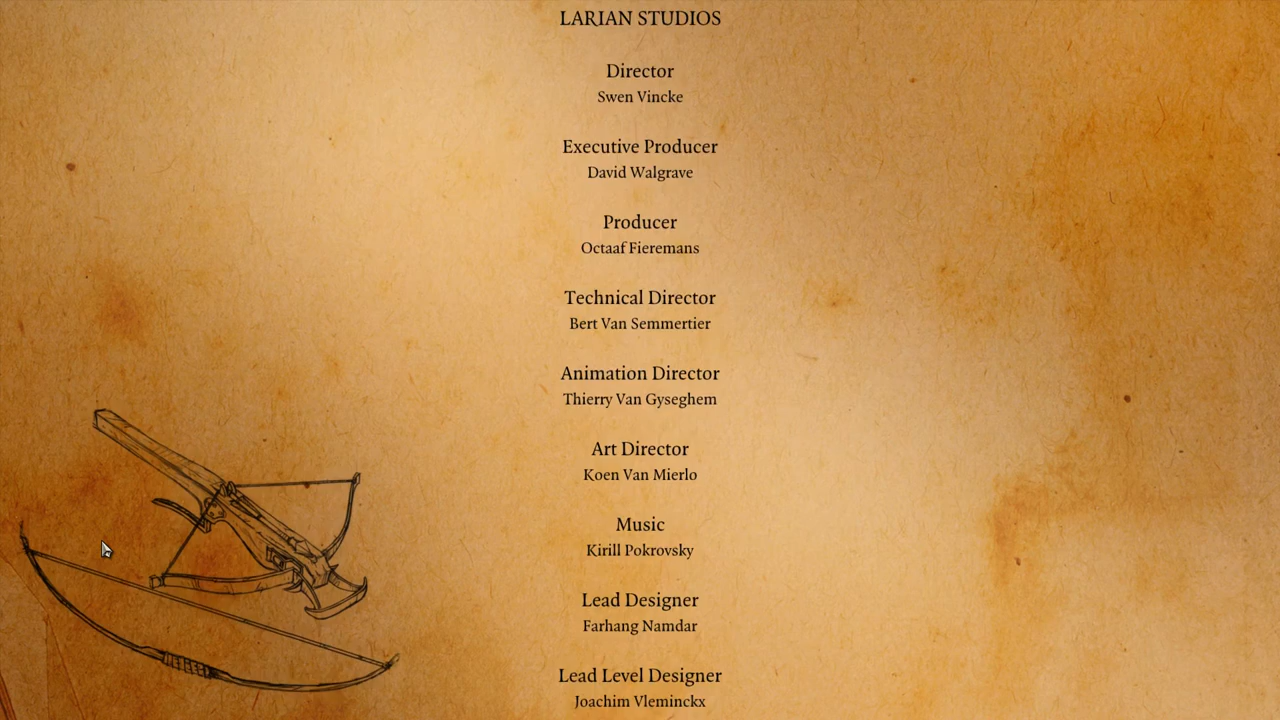 LARIAN STUDIOS
Director
Swen Vincke
Executive Producer
David Walgrave
Producer
Octaaf Fieremans
Technical Director
Bert Van Semmertier
Animation Director
Thierry Van Gyseghem
Art Director
Koen Van Mierlo
Music
Kirill Pokrovsky
Lead Designer
Farhang Namdar
Lead Level Designer
Joachim Vleminckx